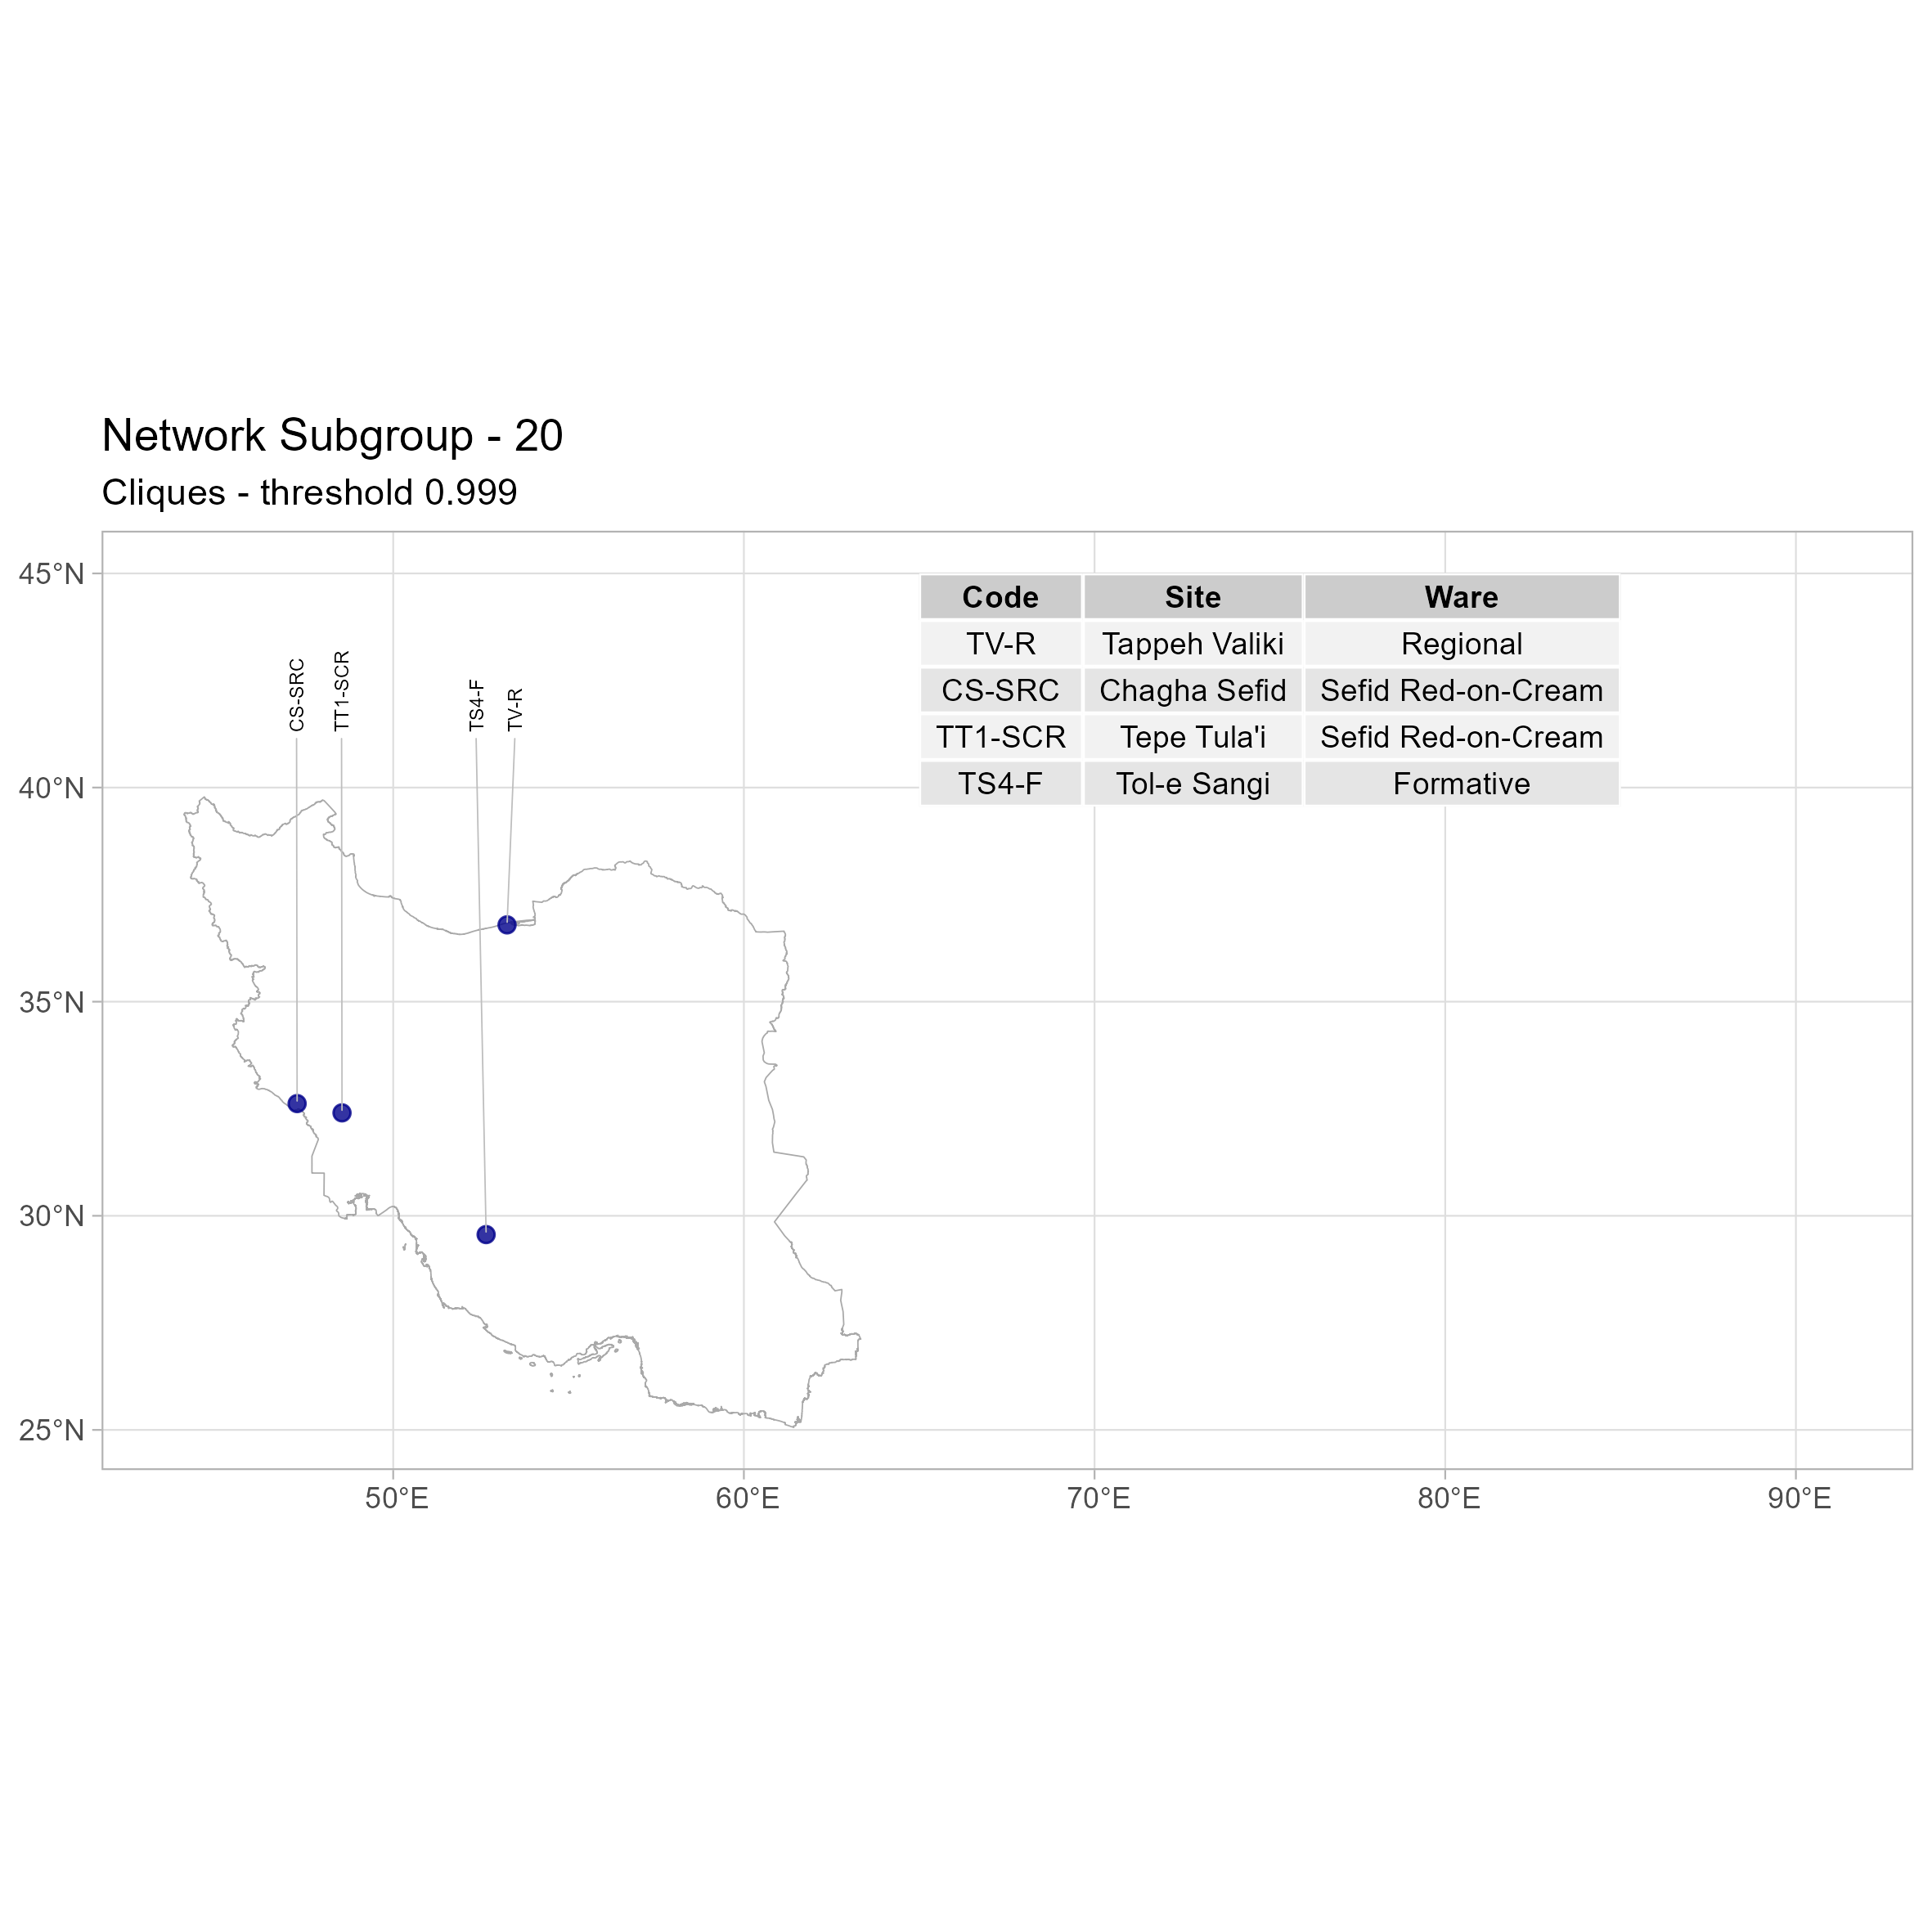 Network Subgroup - 20
Cliques - threshold 0.999
45°N
40°N
35°N
30°N
25°N
50°E
60°E
70°E
80°E
90°E
CS-SRC
TT1-SCR
TS4-F
TV-R
Code Site Ware
TV-R Tappeh Valiki Regional
CS-SRC Chagha Sefid Sefid Red-on-Cream
TT1-SCR Tepe Tula'i Sefid Red-on-Cream
TS4-F Tol-e Sangi Formative